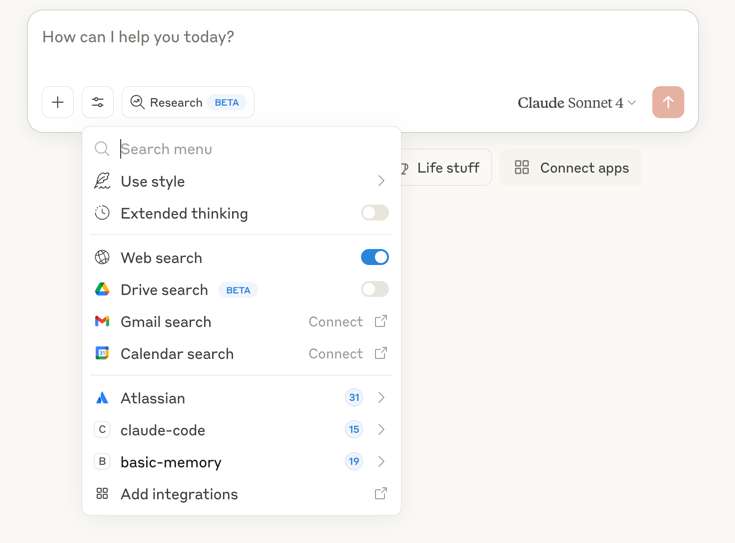 How can I help you today?
Research BETA
Claude Sonnet 4
Search menu
Life stuff
Connect apps
Use style
Extended thinking
Web search
Drive search BETA
Gmail search Connect
31
Calendar search Connect
Atlassian 31
C claude-code 15
B basic-memory 19
Add integrations